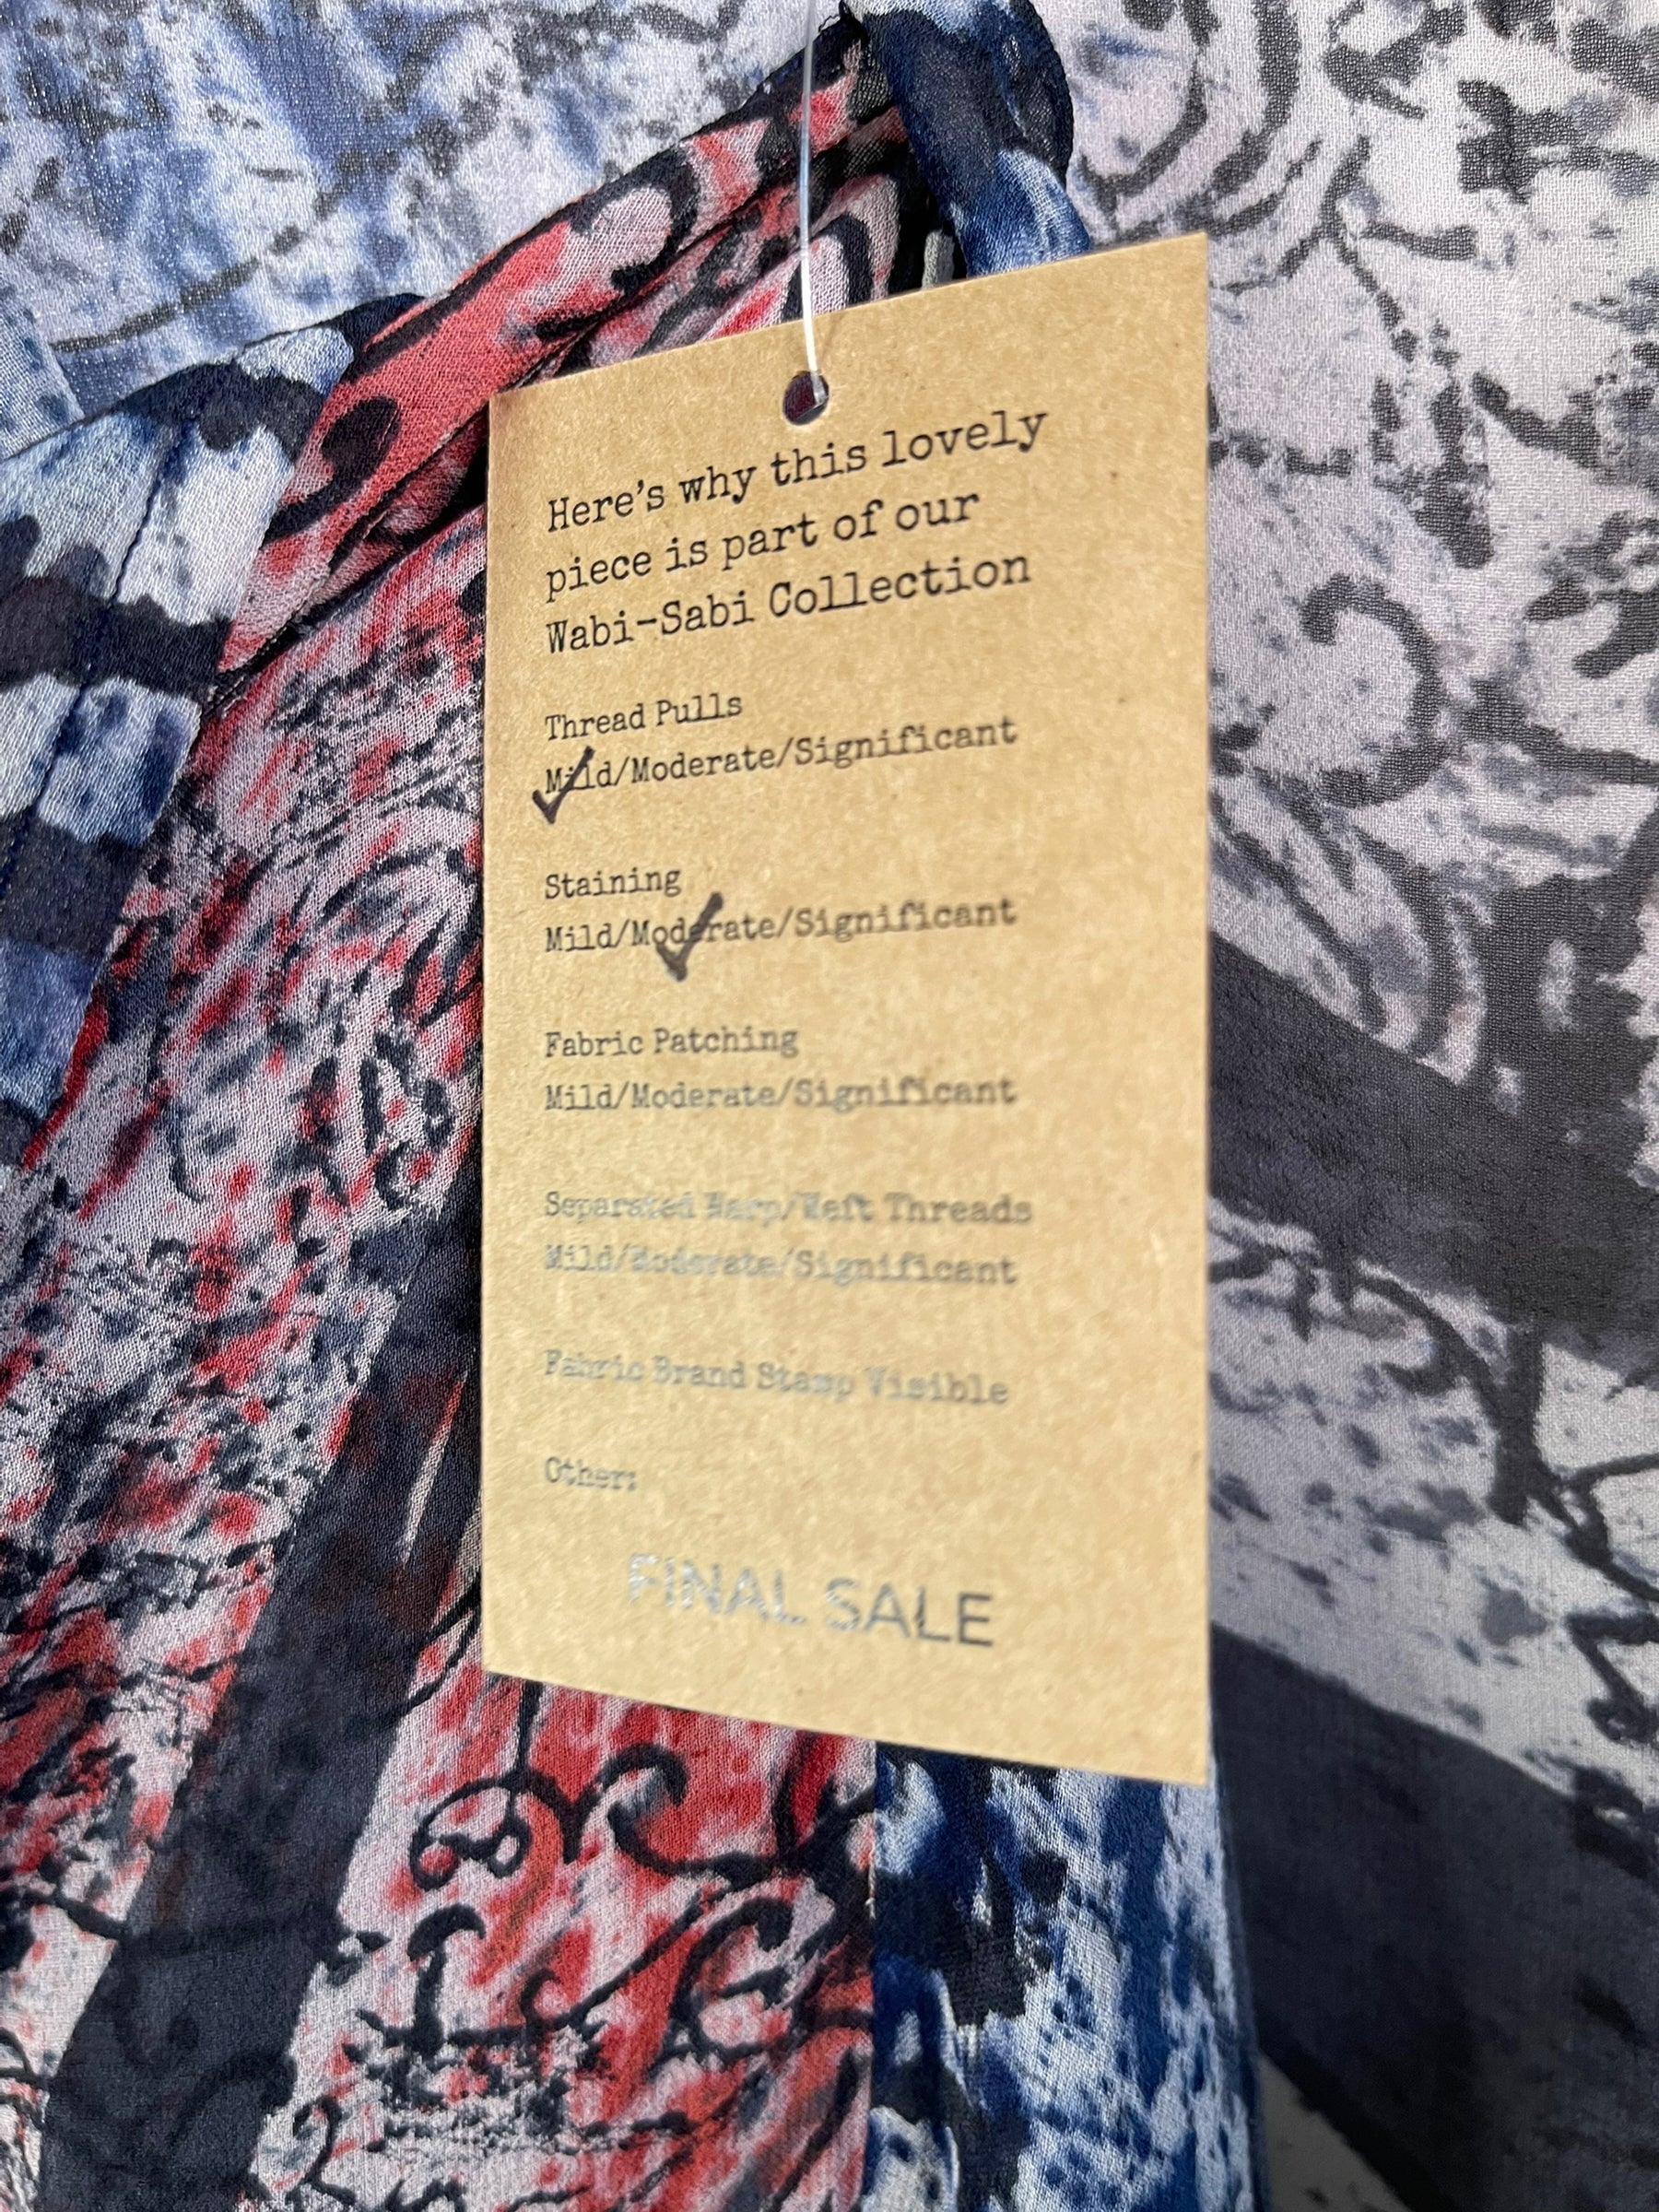 Here's why this lovely
piece is part of our
Wabi-Sabi Collection
Thread Pulls
Mild/Moderate/Significant
Staining
Mild/Moderate/Significant
Fabric Patching
Mild/Moderate/Significant
Separated Warp/Weft Threads
Mild/Moderate/Significant
Fabric Brand Stamp Visible
Other:
FINAL SALE